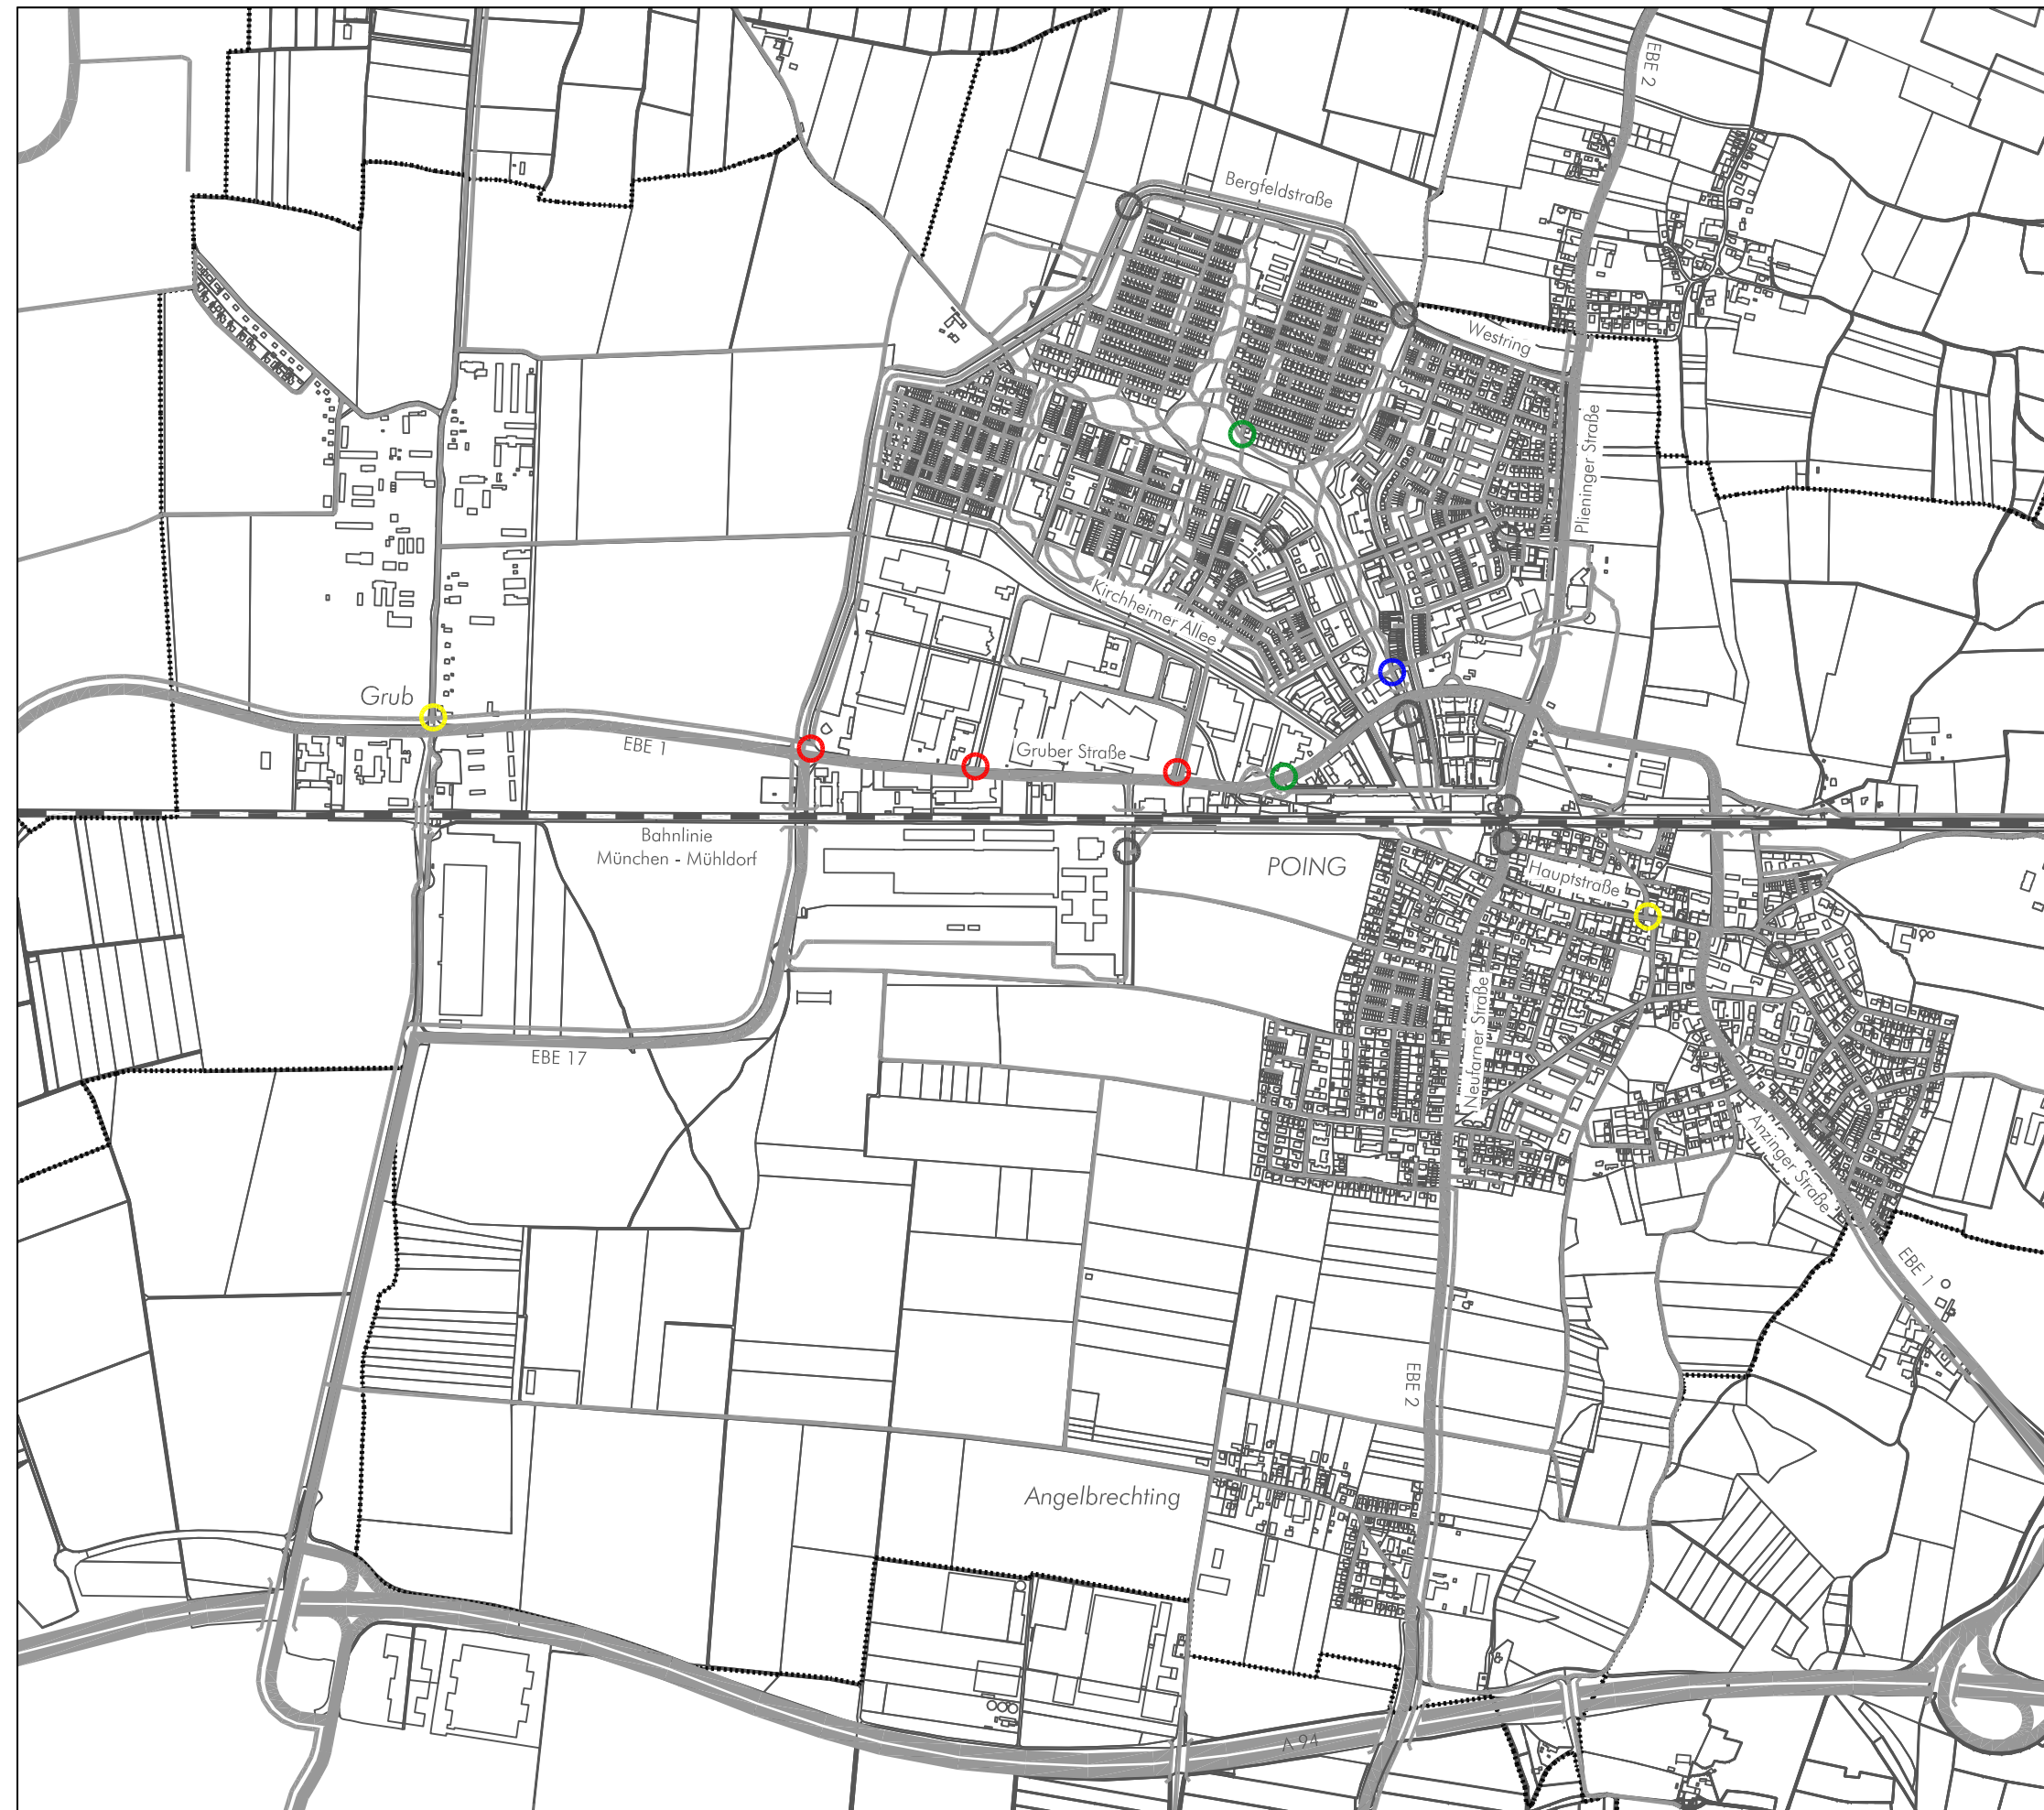 EBE 2
Bergfeldstraße
Westring
Plieninger Straße
Kirchheimer Allee
Grub
EBE 1
Gruber Straße
Bahnlinie
München - Mühldorf
POING
Hauptstraße
Neufarner Straße
EBE 17
Anzinger Straße
EBE 1
EBE 2
Angelbrechting
A 94